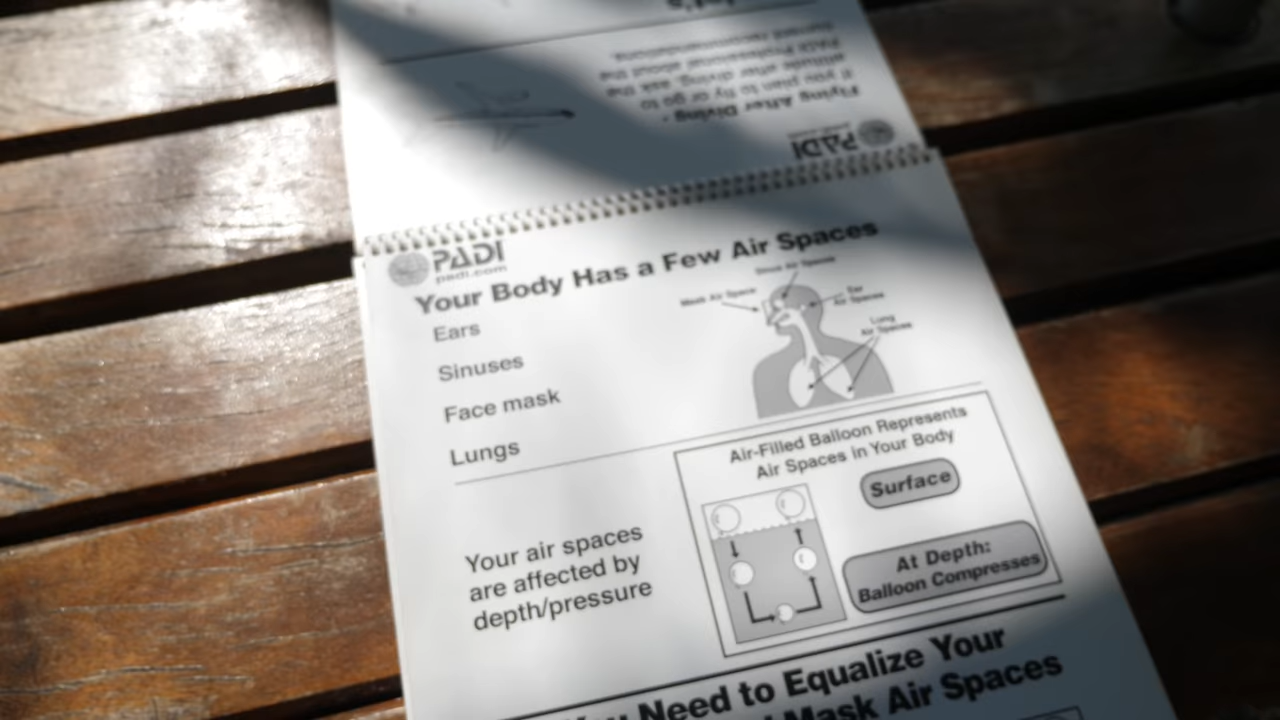 Flying After Diving -
If you plan to fly or go to
altitude after diving, ask the
PADI Professional about the
current recommendations
PADI
PADI
padi.com
Your Body Has a Few Air Spaces
Ears
Sinuses
Face mask
Lungs
Sinus Air Spaces
Mask Air Space
Ear
Air Spaces
Lung
Air Spaces
Your air spaces
are affected by
depth/pressure
Air-Filled Balloon Represents
Air Spaces in Your Body
Surface
At Depth:
Balloon Compresses
You Need to Equalize Your
Mask Air Spaces